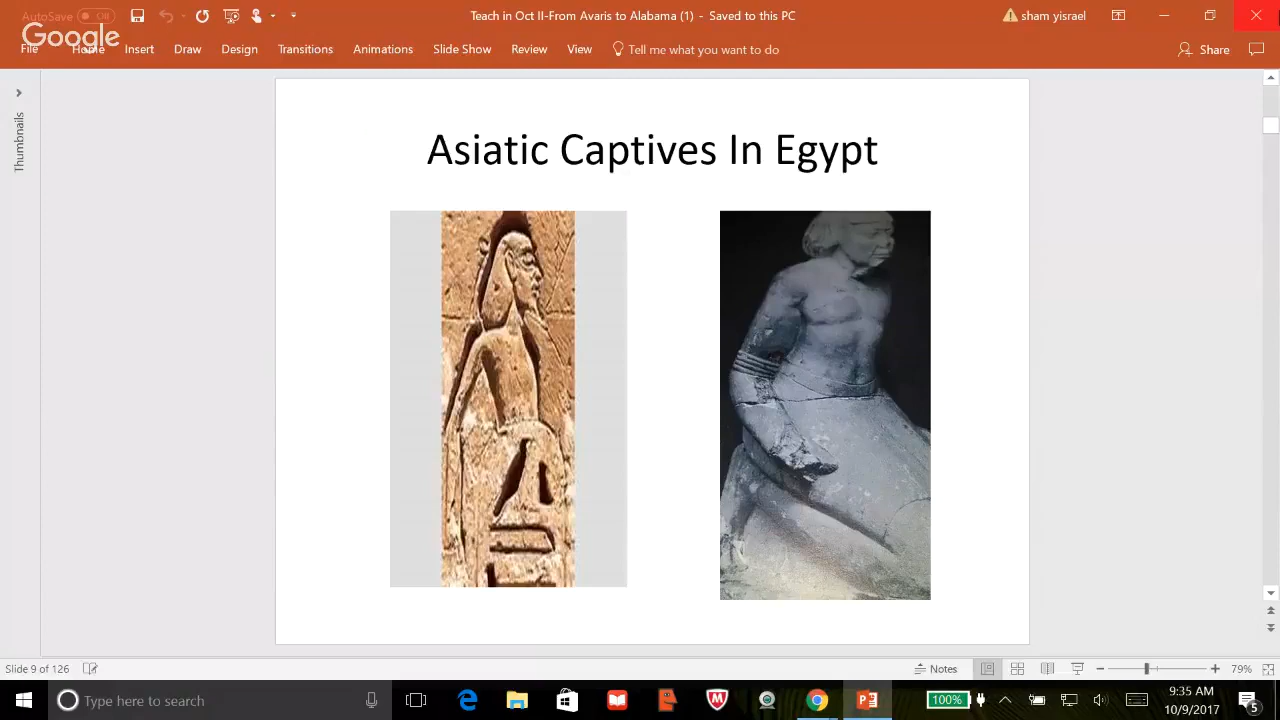 AutoSave Off
Teach in Oct II-From Avaris to Alabama (1) - Saved to this PC
sham yisrael
Google
File Home Insert Draw Design Transitions Animations Slide Show Review View Tell me what you want to do
Share
Thumbnails
Asiatic Captives In Egypt
Slide 9 of 126
Notes
79%
Type here to search
100%
9:35 AM
10/9/2017
5